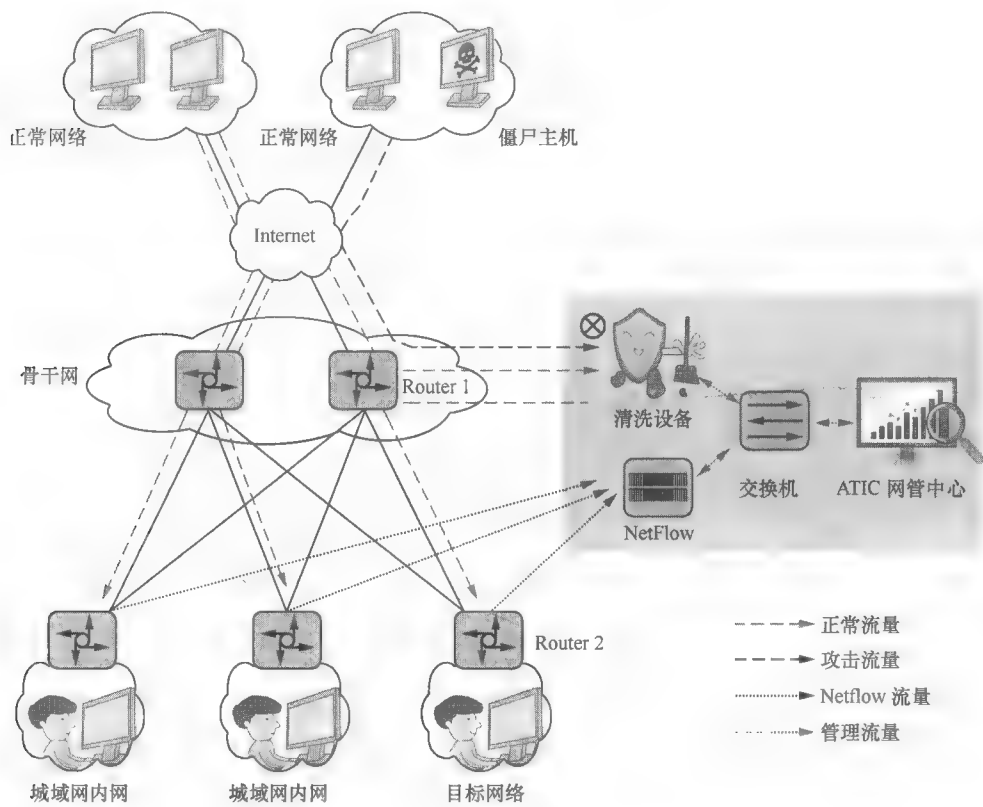 正常网络
正常网络
僵尸主机
Internet
骨干网
Router 1
清洗设备
交换机
ATIC 网管中心
NetFlow
Router 2
正常流量
攻击流量
Netflow 流量
管理流量
城域网内网
城域网内网
目标网络